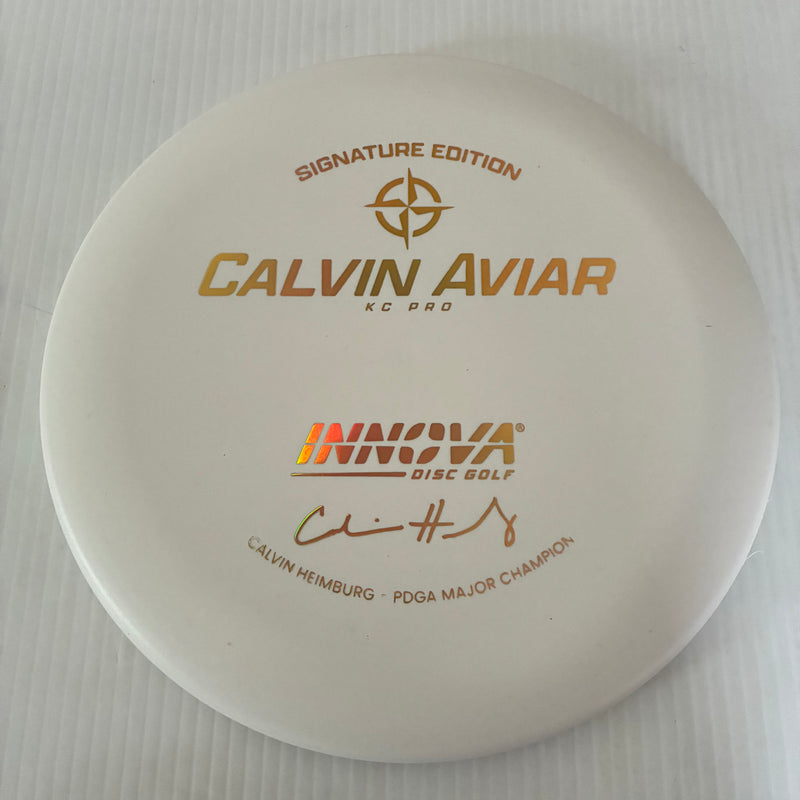 SIGNATURE EDITION
CALVIN AVIAR
KC PRO
INNOVA®
DISC GOLF
CALVIN HEIMBURG - PDGA MAJOR CHAMPION